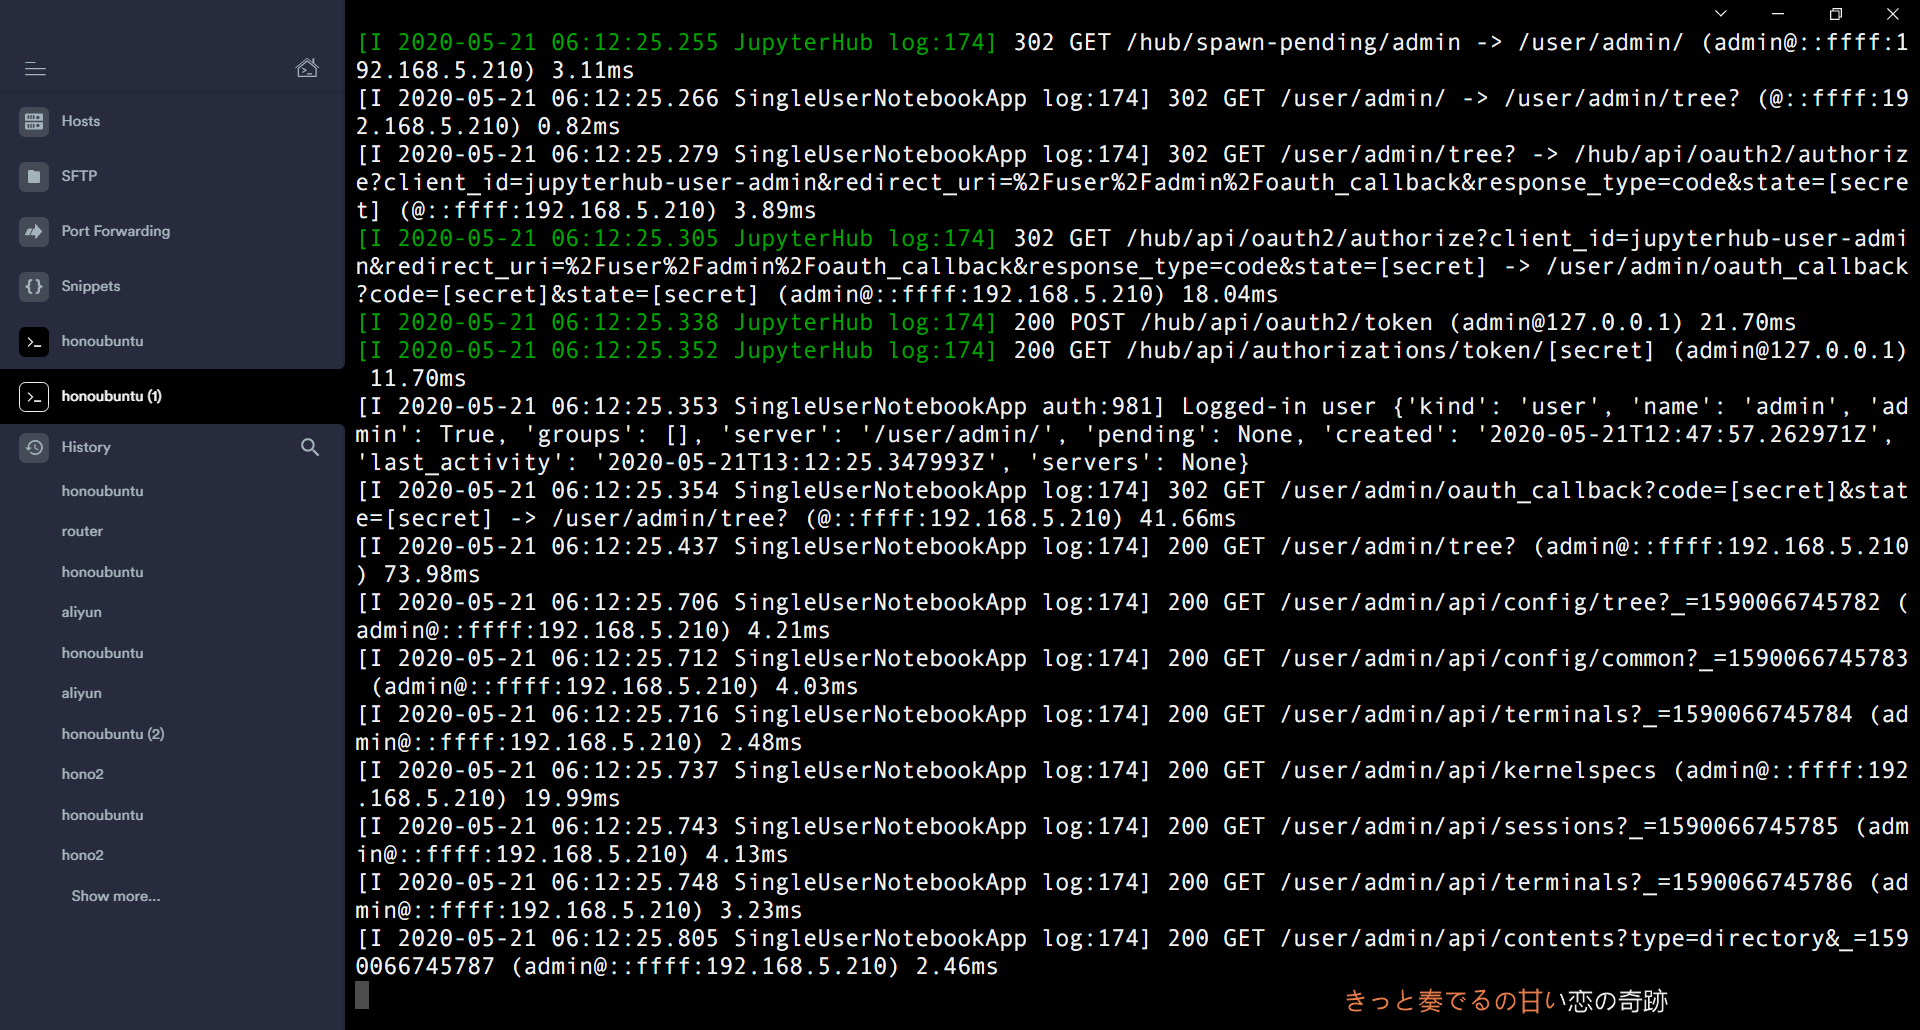 Hosts
SFTP
Port Forwarding
Snippets
honoubuntu
honoubuntu (1)
History
honoubuntu
router
honoubuntu
aliyun
honoubuntu
aliyun
honoubuntu (2)
hono2
honoubuntu
hono2
Show more...
[I 2020-05-21 06:12:25.255 JupyterHub log:174] 302 GET /hub/spawn-pending/admin -> /user/admin/ (admin@::ffff:1
92.168.5.210) 3.11ms
[I 2020-05-21 06:12:25.266 SingleUserNotebookApp log:174] 302 GET /user/admin/ -> /user/admin/tree? (@::ffff:19
2.168.5.210) 0.82ms
[I 2020-05-21 06:12:25.279 SingleUserNotebookApp log:174] 302 GET /user/admin/tree? -> /hub/api/oauth2/authoriz
e?client_id=jupyterhub-user-admin&redirect_uri=%2Fuser%2Fadmin%2Foauth_callback&response_type=code&state=[secre
t] (@::ffff:192.168.5.210) 3.89ms
[I 2020-05-21 06:12:25.305 JupyterHub log:174] 302 GET /hub/api/oauth2/authorize?client_id=jupyterhub-user-admi
n&redirect_uri=%2Fuser%2Fadmin%2Foauth_callback&response_type=code&state=[secret] -> /user/admin/oauth_callback
?code=[secret]&state=[secret] (admin@::ffff:192.168.5.210) 18.04ms
[I 2020-05-21 06:12:25.338 JupyterHub log:174] 200 POST /hub/api/oauth2/token (admin@127.0.0.1) 21.70ms
[I 2020-05-21 06:12:25.352 JupyterHub log:174] 200 GET /hub/api/authorizations/token/[secret] (admin@127.0.0.1)
11.70ms
[I 2020-05-21 06:12:25.353 SingleUserNotebookApp auth:981] Logged-in user {'kind': 'user', 'name': 'admin', 'ad
min': True, 'groups': [], 'server': '/user/admin/', 'pending': None, 'created': '2020-05-21T12:47:57.262971Z',
'last_activity': '2020-05-21T13:12:25.347993Z', 'servers': None}
[I 2020-05-21 06:12:25.354 SingleUserNotebookApp log:174] 302 GET /user/admin/oauth_callback?code=[secret]&stat
e=[secret] -> /user/admin/tree? (@::ffff:192.168.5.210) 41.66ms
[I 2020-05-21 06:12:25.437 SingleUserNotebookApp log:174] 200 GET /user/admin/tree? (admin@::ffff:192.168.5.210
) 73.98ms
[I 2020-05-21 06:12:25.706 SingleUserNotebookApp log:174] 200 GET /user/admin/api/config/tree?_=1590066745782 (
admin@::ffff:192.168.5.210) 4.21ms
[I 2020-05-21 06:12:25.712 SingleUserNotebookApp log:174] 200 GET /user/admin/api/config/common?_=1590066745783
(admin@::ffff:192.168.5.210) 4.03ms
[I 2020-05-21 06:12:25.716 SingleUserNotebookApp log:174] 200 GET /user/admin/api/terminals?_=1590066745784 (ad
min@::ffff:192.168.5.210) 2.48ms
[I 2020-05-21 06:12:25.737 SingleUserNotebookApp log:174] 200 GET /user/admin/api/kernelspecs (admin@::ffff:192
.168.5.210) 19.99ms
[I 2020-05-21 06:12:25.743 SingleUserNotebookApp log:174] 200 GET /user/admin/api/sessions?_=1590066745785 (adm
in@::ffff:192.168.5.210) 4.13ms
[I 2020-05-21 06:12:25.748 SingleUserNotebookApp log:174] 200 GET /user/admin/api/terminals?_=1590066745786 (ad
min@::ffff:192.168.5.210) 3.23ms
[I 2020-05-21 06:12:25.805 SingleUserNotebookApp log:174] 200 GET /user/admin/api/contents?type=directory&_=159
0066745787 (admin@::ffff:192.168.5.210) 2.46ms
きっと奏でるの甘い恋の奇跡